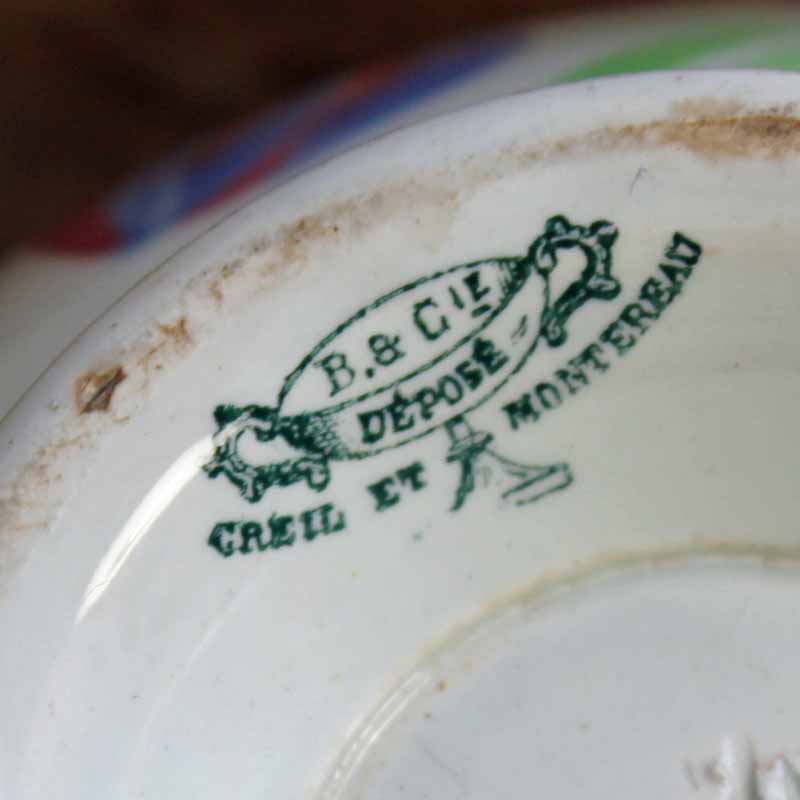 B. & CIE
DÉPOSÉ
CREIL ET MONTEREAU